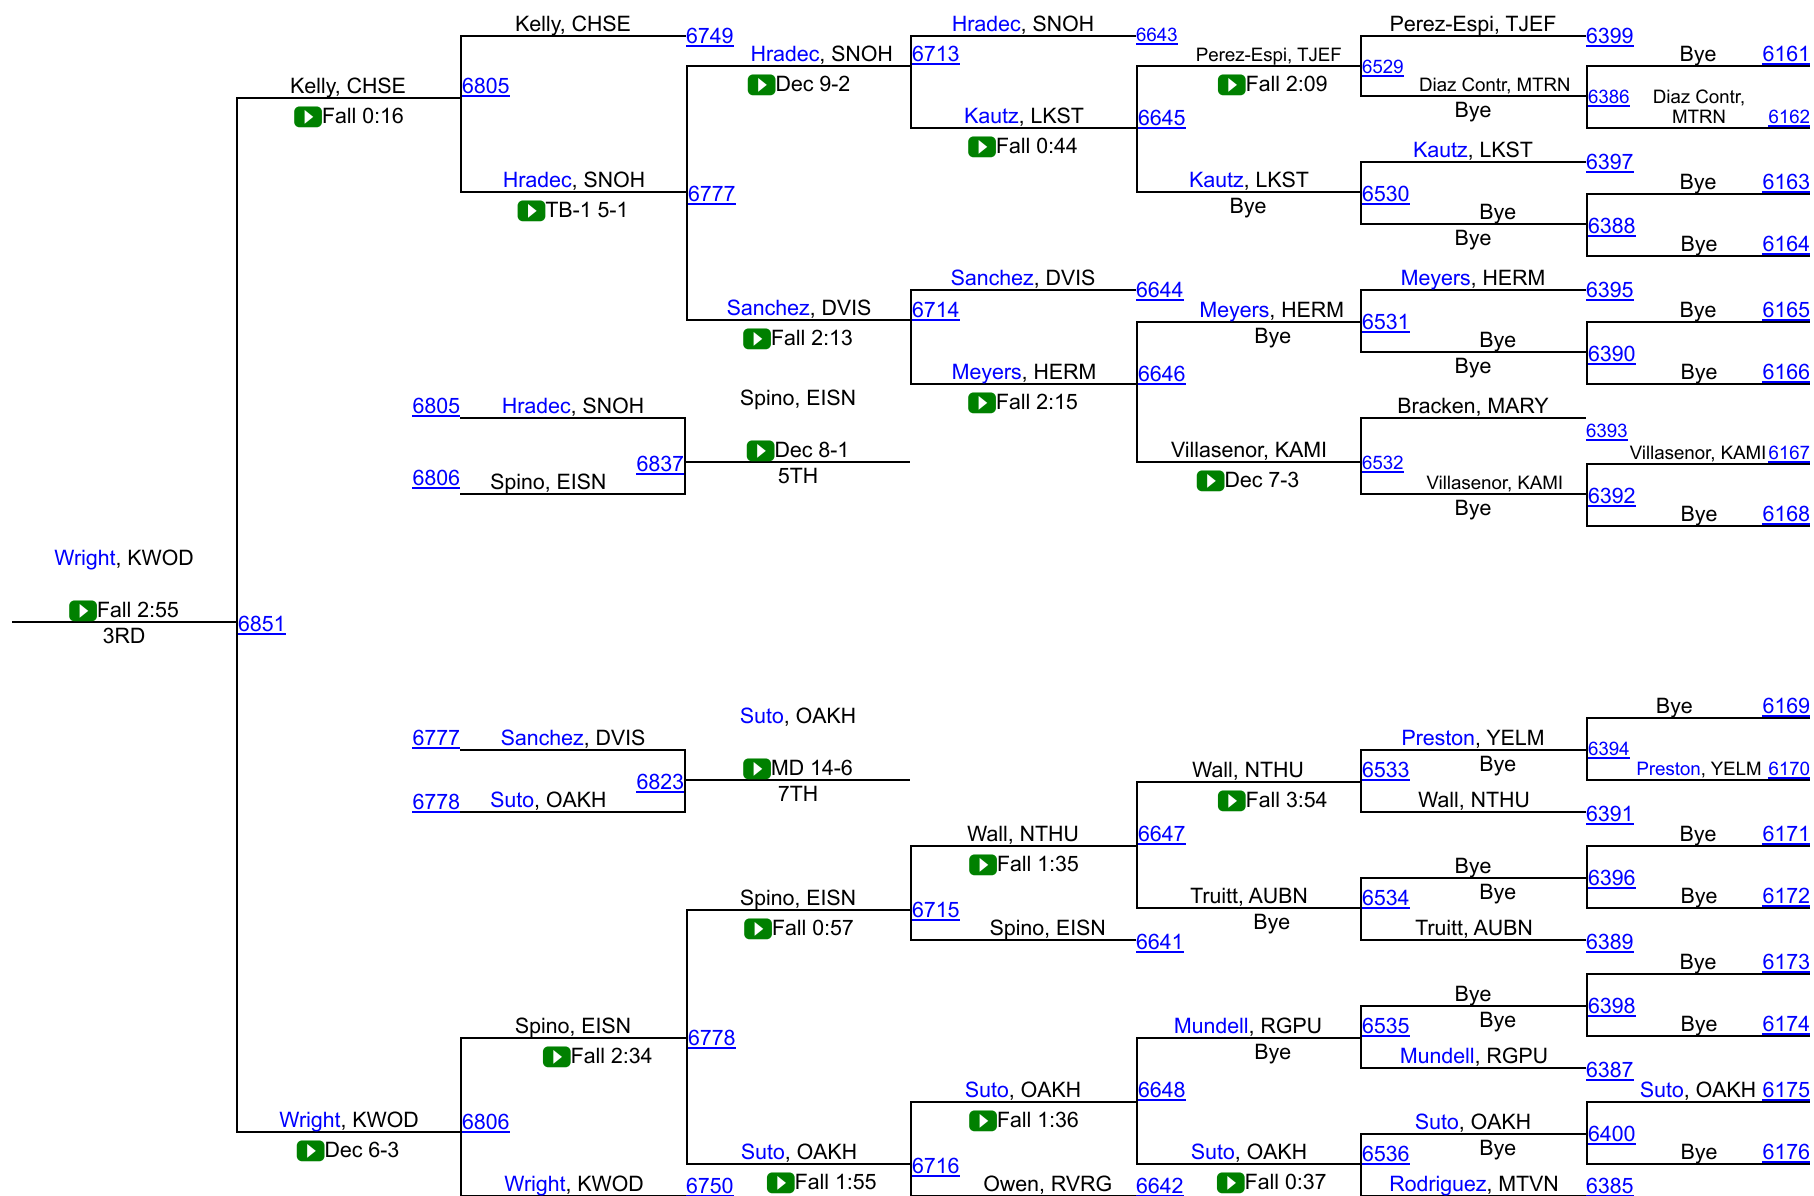 Kelly, CHSE
6749
Hradec, SNOH
6643
Perez-Espi, TJEF
6399
Hradec, SNOH
6713
Perez-Espi, TJEF
6529
Bye
6161
Kelly, CHSE
6805
Dec 9-2
Fall 2:09
Diaz Contr, MTRN
6386
Diaz Contr,
MTRN
6162
Fall 0:16
Kautz, LKST
6645
Bye
Fall 0:44
Kautz, LKST
6397
Hradec, SNOH
6777
Kautz, LKST
6530
Bye
6163
TB-1 5-1
Bye
Bye
6388
Bye
Bye
6164
Sanchez, DVIS
6644
Meyers, HERM
6395
Sanchez, DVIS
6714
Meyers, HERM
6531
Bye
6165
Fall 2:13
Bye
Bye
6390
Bye
Meyers, HERM
6646
Bye
6166
Spino, EISN
Fall 2:15
6805
Hradec, SNOH
Bracken, MARY
6393
Dec 8-1
Villasenor, KAMI
6532
Villasenor, KAMI
6167
6837
5TH
Dec 7-3
6806
Spino, EISN
Villasenor, KAMI
6392
Bye
Bye
6168
Wright, KWOD
Fall 2:55
6851
3RD
Suto, OAKH
Bye
6169
6777
Sanchez, DVIS
Preston, YELM
6394
MD 14-6
Wall, NTHU
6533
Bye
Preston, YELM
6170
6823
7TH
6778
Suto, OAKH
Fall 3:54
Wall, NTHU
6391
Wall, NTHU
6647
Bye
6171
Fall 1:35
Bye
6396
Spino, EISN
6715
Truitt, AUBN
6534
Bye
Bye
6172
Fall 0:57
Spino, EISN
6641
Bye
Truitt, AUBN
6389
Bye
6173
Bye
6398
Spino, EISN
6778
Mundell, RGPU
6535
Bye
Bye
6174
Fall 2:34
Bye
Mundell, RGPU
6387
Suto, OAKH
6648
Suto, OAKH
6175
Wright, KWOD
6806
Fall 1:36
Suto, OAKH
6400
Dec 6-3
Suto, OAKH
6716
Suto, OAKH
6536
Bye
Bye
6176
Wright, KWOD
6750
Fall 1:55
Owen, RVRG
6642
Fall 0:37
Rodriguez, MTVN
6385